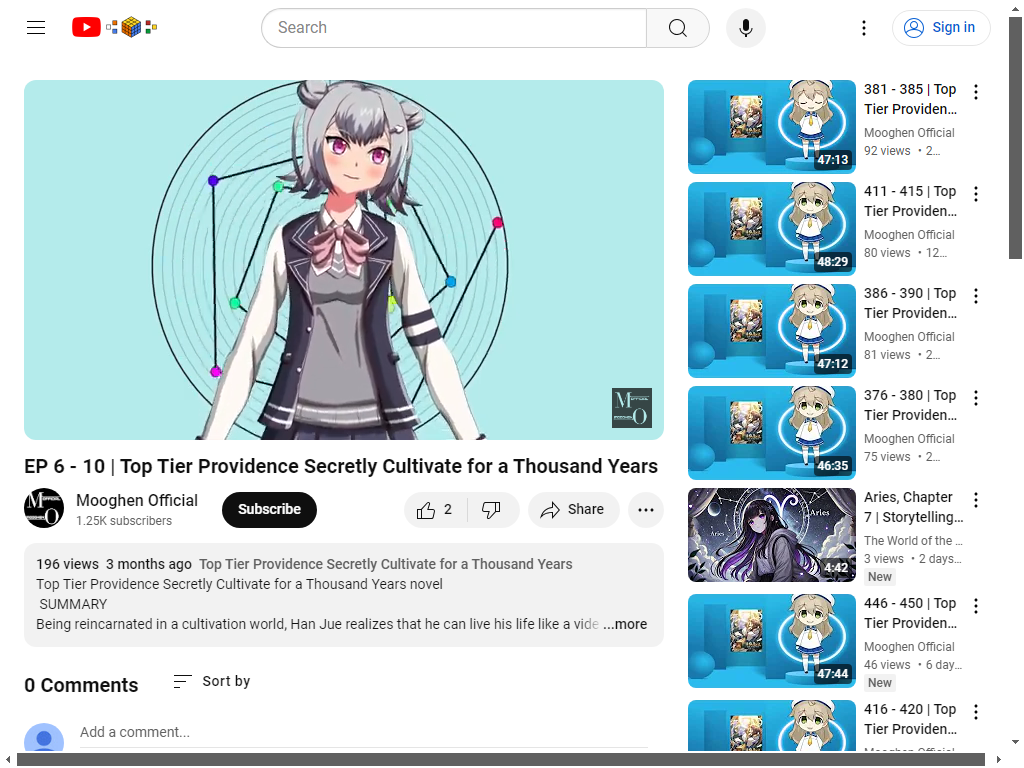 Search
Sign in
EP 6 - 10 | Top Tier Providence Secretly Cultivate for a Thousand Years
Mooghen Official
1.25K subscribers
Subscribe
2
Share
196 views 3 months ago Top Tier Providence Secretly Cultivate for a Thousand Years
Top Tier Providence Secretly Cultivate for a Thousand Years novel
SUMMARY
Being reincarnated in a cultivation world, Han Jue realizes that he can live his life like a vide ...more
0 Comments
Sort by
Add a comment...
381 - 385 | Top
Tier Providen...
Mooghen Official
92 views • 2...
47:13
411 - 415 | Top
Tier Providen...
Mooghen Official
80 views • 12...
48:29
386 - 390 | Top
Tier Providen...
Mooghen Official
81 views • 2...
47:12
376 - 380 | Top
Tier Providen...
Mooghen Official
75 views • 2...
46:35
Aries, Chapter
7 | Storytelling...
The World of the ...
3 views • 2 days...
New
Aries
Aries
4:42
446 - 450 | Top
Tier Providen...
Mooghen Official
46 views • 6 day...
New
47:44
416 - 420 | Top
Tier Providen...